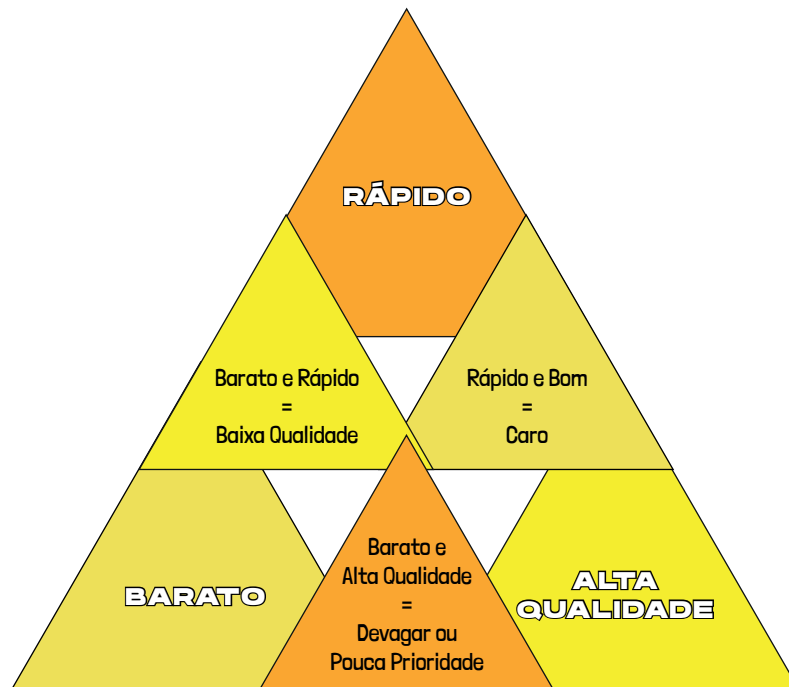 RÁPIDO
Barato e Rápido
=
Baixa Qualidade
Rápido e Bom
=
Caro
BARATO
Barato e
Alta Qualidade
=
Devagar ou
Pouca Prioridade
ALTA
QUALIDADE